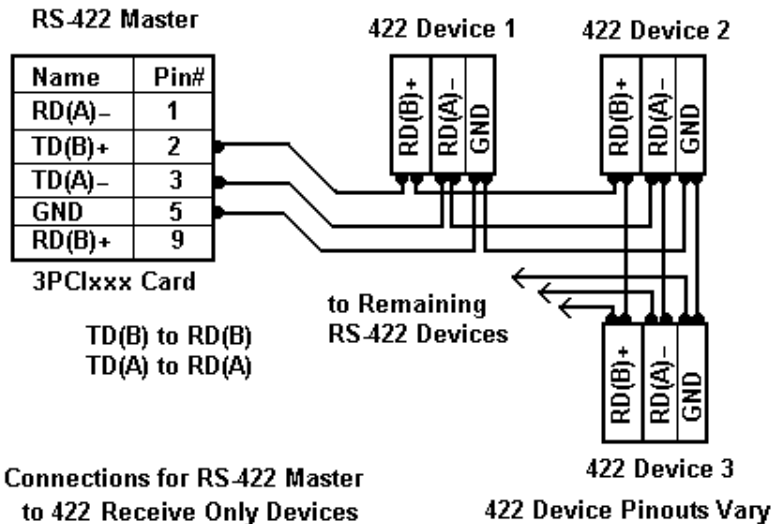 RS-422 Master
Name Pin#
RD(A)– 1
TD(B)+ 2
TD(A)– 3
GND 5
RD(B)+ 9
3PCIxxx Card
TD(B) to RD(B)
TD(A) to RD(A)
422 Device 1
RD(B)+
RD(A)–
GND
422 Device 2
RD(B)+
RD(A)–
GND
to Remaining
RS-422 Devices
RD(B)+
RD(A)–
GND
422 Device 3
Connections for RS-422 Master
to 422 Receive Only Devices
422 Device Pinouts Vary